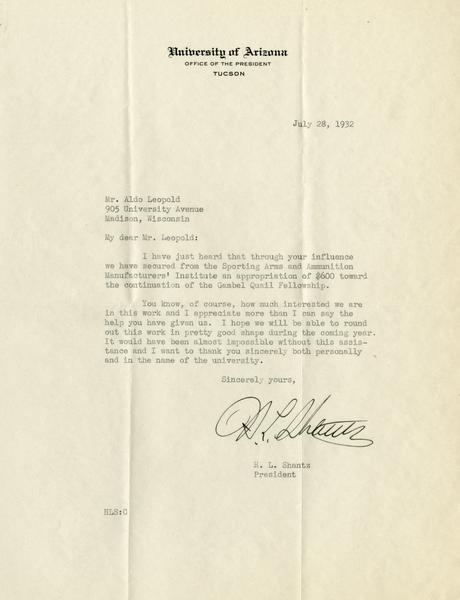 University of Arizona
OFFICE OF THE PRESIDENT
TUCSON
July 28, 1932
Mr. Aldo Leopold
905 University Avenue
Madison, Wisconsin
My dear Mr. Leopold:
I have just heard that through your influence
we have secured from the Sporting Arms and Ammunition
Manufacturers' Institute an appropriation of $600 toward
the continuation of the Gambel Quail Fellowship.
You know, of course, how much interested we are
in this work and I appreciate more than I can say the
help you have given us. I hope we will be able to round
out this work in pretty good shape during the coming year.
It would have been almost impossible without this assis-
tance and I want to thank you sincerely both personally
and in the name of the university.
Sincerely yours,
H. L. Shantz
H. L. Shantz
President
HLS:C